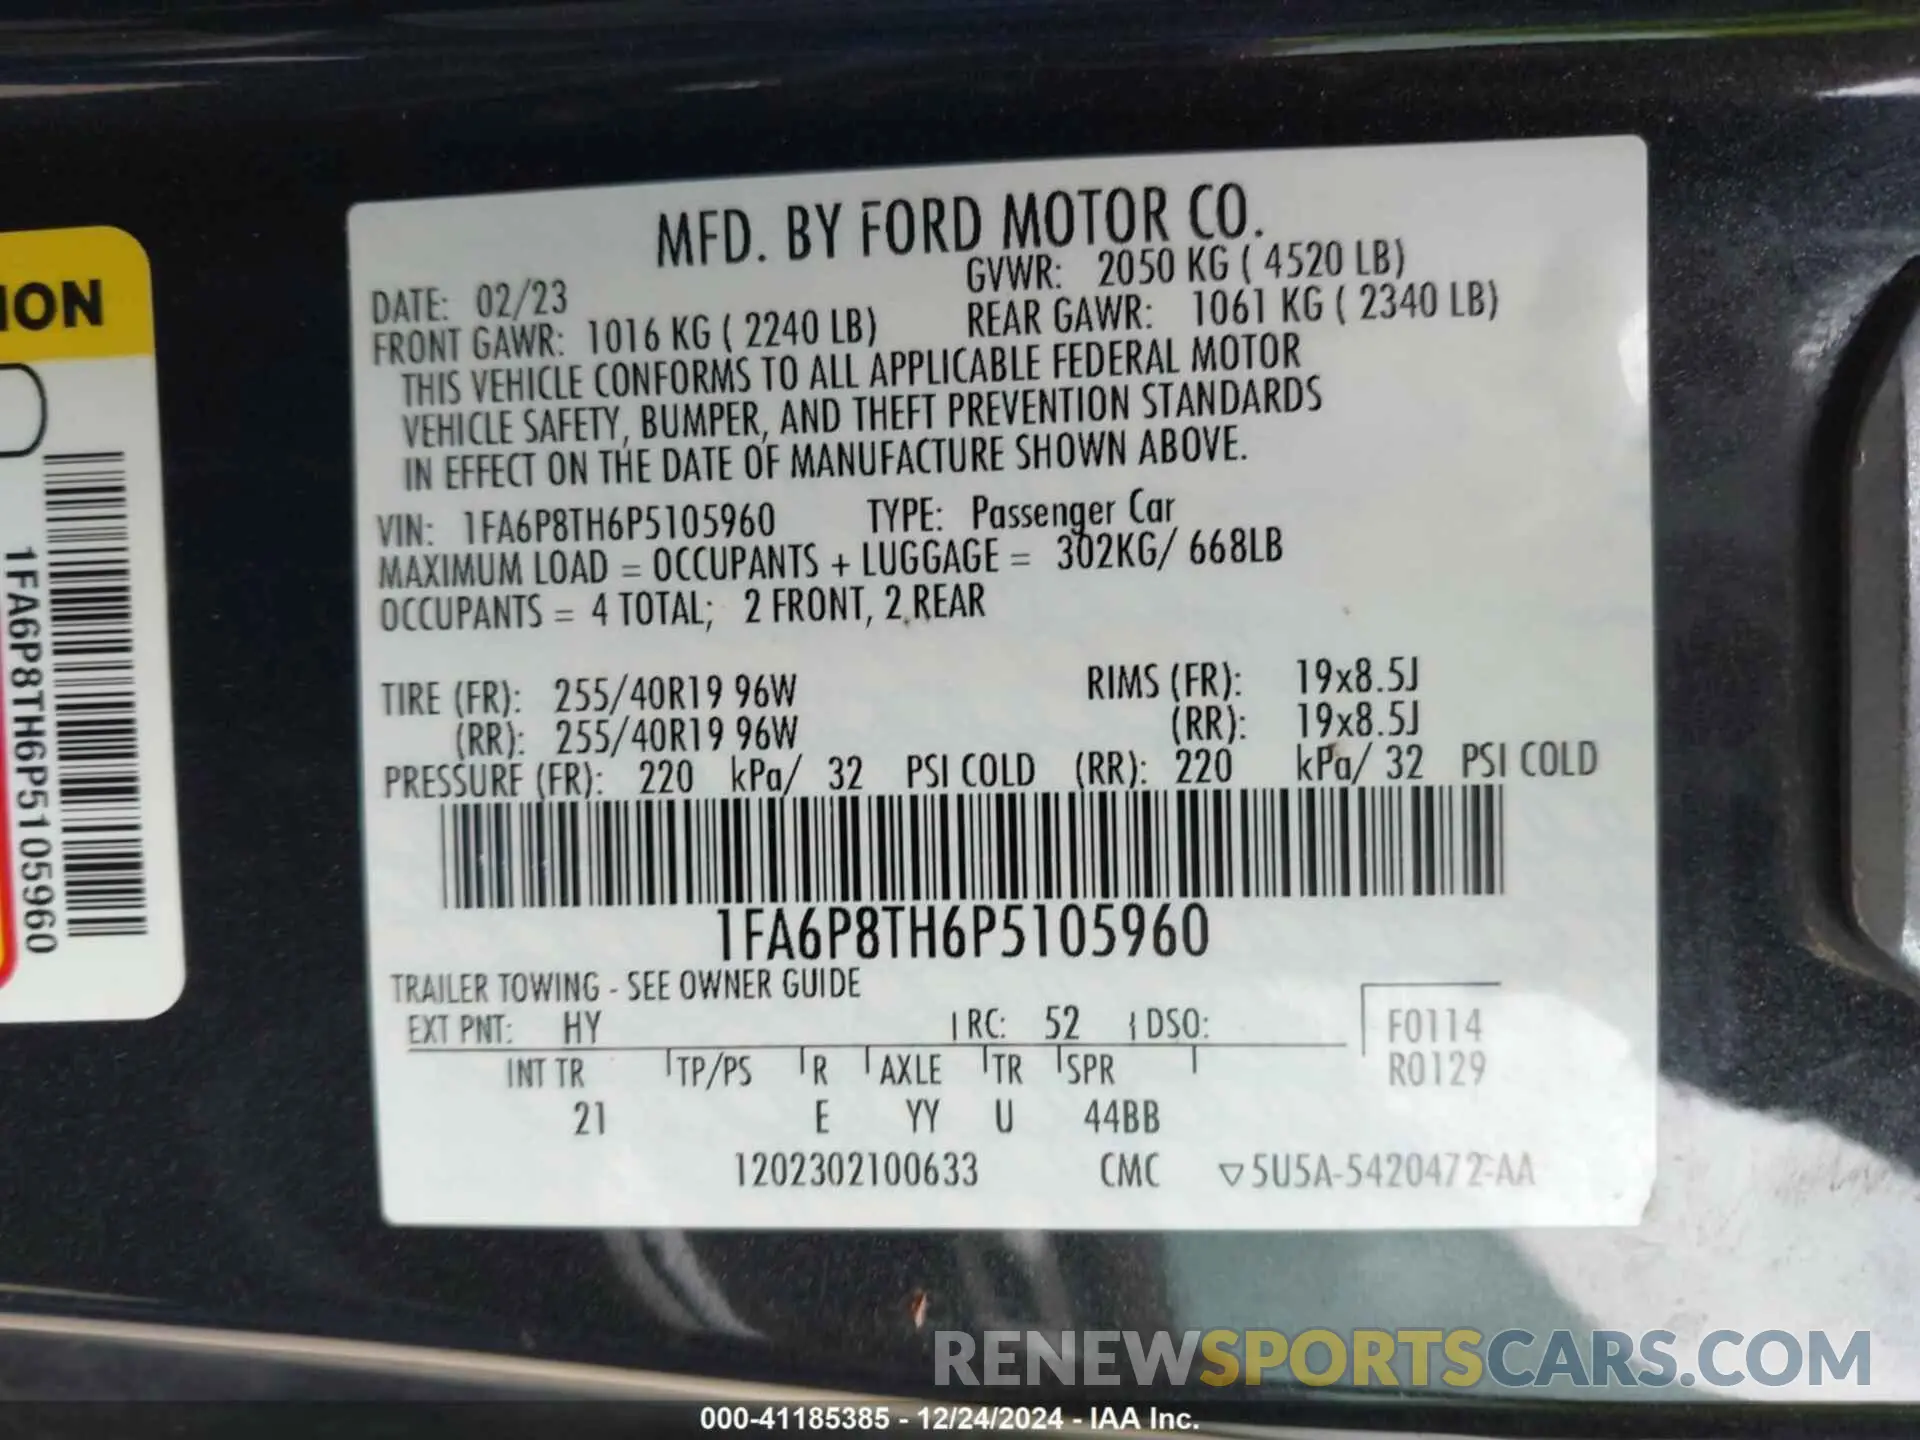 MFD. BY FORD MOTOR CO.
DATE: 02/23 GVWR: 2050 KG ( 4520 LB)
FRONT GAWR: 1016 KG ( 2240 LB) REAR GAWR: 1061 KG ( 2340 LB)
THIS VEHICLE CONFORMS TO ALL APPLICABLE FEDERAL MOTOR
VEHICLE SAFETY, BUMPER, AND THEFT PREVENTION STANDARDS
IN EFFECT ON THE DATE OF MANUFACTURE SHOWN ABOVE.
VIN: 1FA6P8TH6P5105960 TYPE: Passenger Car
MAXIMUM LOAD = OCCUPANTS + LUGGAGE = 302KG/ 668LB
OCCUPANTS = 4 TOTAL; 2 FRONT, 2 REAR
TIRE (FR): 255/40R19 96W RIMS (FR): 19x8.5J
(RR): 255/40R19 96W (RR): 19x8.5J
PRESSURE (FR): 220 kPa/ 32 PSI COLD (RR): 220 kPa/ 32 PSI COLD
1FA6P8TH6P5105960
TRAILER TOWING - SEE OWNER GUIDE
EXT PNT: HY RC: 52 DSO: F0114
INT TR TP/PS R AXLE TR SPR R0129
21 E YY U 44BB
1202302100633 CMC ▽5U5A-5420472-AA
ION
1FA6P8TH6P5105960
RENEWSPORTSCARS.COM
000-41185385 - 12/24/2024 - IAA Inc.